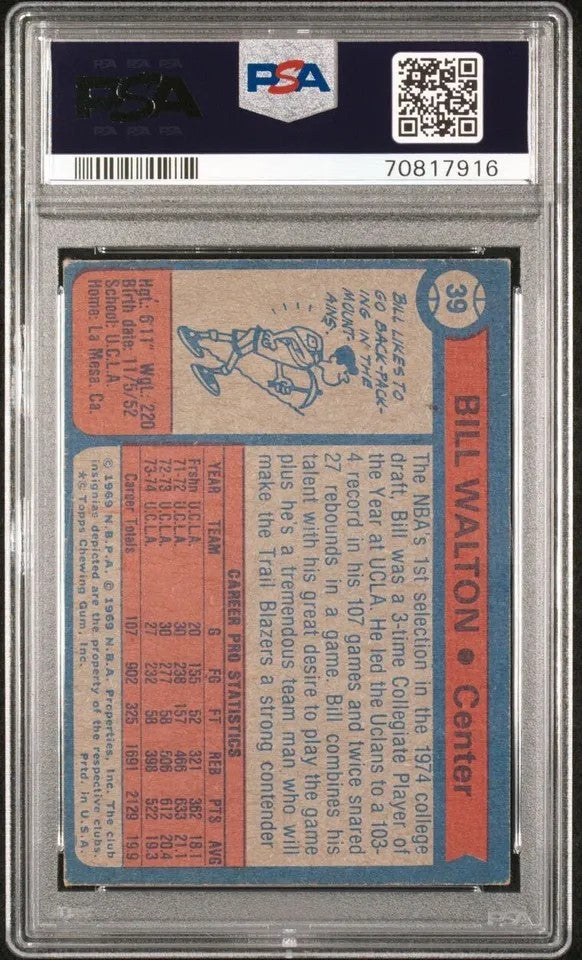 PSA
PSA
70817916
39
BILL WALTON • Center
BILL LIKES TO
GO BACK-PACK-
ING IN THE
MOUNT-
AINS
Hgt.: 6'11" Wgt. 220
Birth date: 11/5/52
School: U.C.L.A.
Home: La Mesa, Ca.
The NBA's 1st selection in the 1974 college
draft, Bill was a 3-time Collegiate Player of
the Year at UCLA. He led the Uclans to a 103-
4 record in his 107 games and twice snared
27 rebounds in a game. Bill combines his
talent with his great desire to play the game
plus he's a tremendous team man who will
make the Trail Blazers a strong contender
CAREER PRO STATISTICS
YEAR TEAM G FG FT REB PTS AVG
Frshn U.C.L.A. 20 155 52 321 362 18.1
71-72 U.C.L.A. 30 238 157 466 633 21.1
72-73 U.C.L.A. 30 277 58 506 612 20.4
73-74 U.C.L.A. 27 232 58 398 522 19.3
Career Totals 107 902 325 1691 2129 19.9
© 1969 N.B.P.A. © 1969 N.B.A. Properties, Inc. The club
insignias depicted are the property of the respective clubs.
★© Topps Chewing Gum, Inc. Prtd. in U.S.A.
PSA